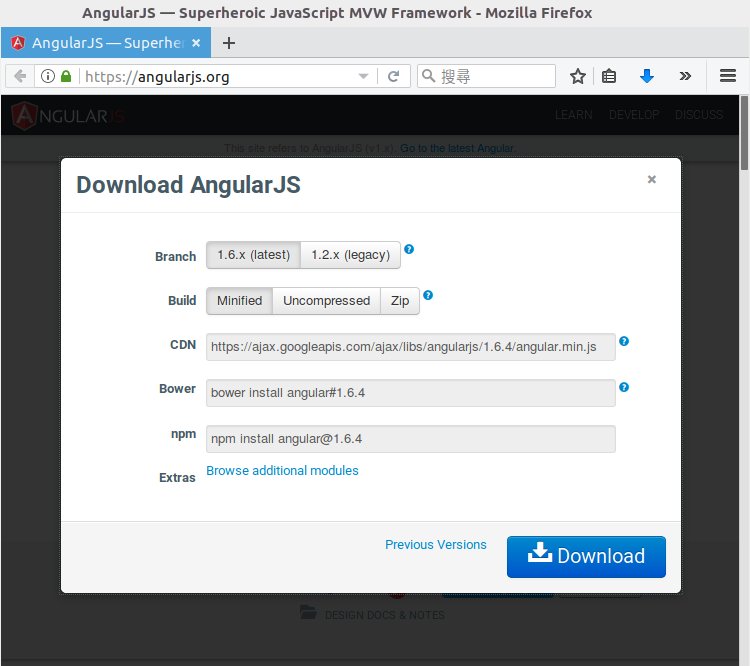 AngularJS — Superheroic JavaScript MVW Framework - Mozilla Firefox
AngularJS — Superhe
https://angularjs.org
搜尋
ANGULARJS
LEARN DEVELOP DISCUSS
This site refers to AngularJS (v1.x). Go to the latest Angular.
Download AngularJS
×
Branch 1.6.x (latest) 1.2.x (legacy) ?
Build Minified Uncompressed Zip ?
CDN https://ajax.googleapis.com/ajax/libs/angularjs/1.6.4/angular.min.js ?
Bower bower install angular#1.6.4 ?
npm npm install angular@1.6.4
Extras Browse additional modules
Previous Versions Download
DESIGN DOCS & NOTES